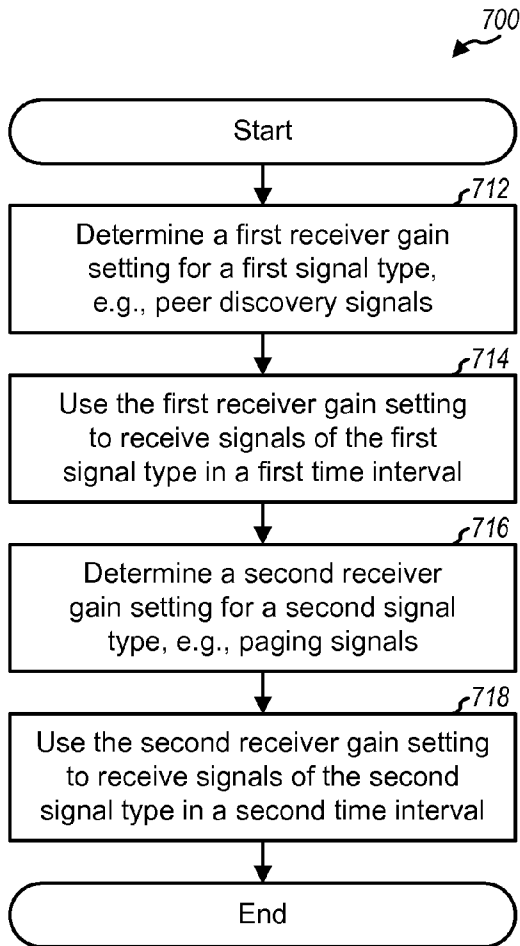 700
Start
712
Determine a first receiver gain
setting for a first signal type,
e.g., peer discovery signals
714
Use the first receiver gain setting
to receive signals of the first
signal type in a first time interval
716
Determine a second receiver
gain setting for a second signal
type, e.g., paging signals
718
Use the second receiver gain setting
to receive signals of the second
signal type in a second time interval
End